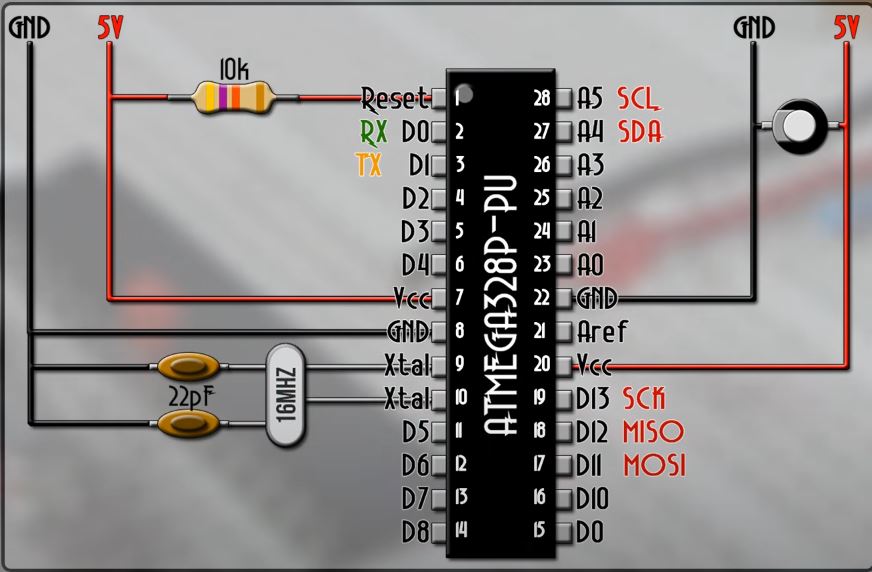 GND 5V GND 5V
10k
Reset 1 28 A5 SCL
RX D0 2 27 A4 SDA
TX D1 3 26 A3
D2 4 25 A2
D3 5 24 A1
D4 6 23 A0
Vcc 7 22 GND
GND 8 21 Aref
Xtal 9 20 Vcc
Xtal 10 19 D13 SCK
D5 11 18 D12 MISO
D6 12 17 D11 MOSI
D7 13 16 D10
D8 14 15 D0
ATMEGA328P-PU
22pF
16MHZ